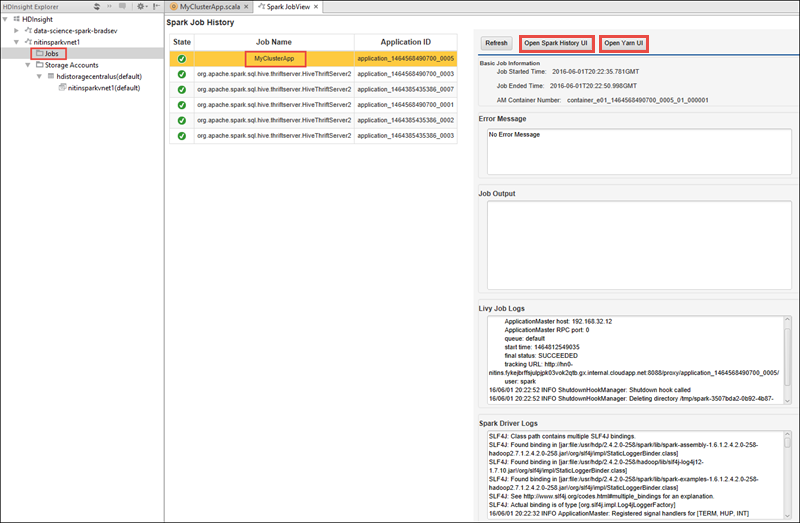 HDInsight Explorer
HDInsight
data-science-spark-bradsev
nitinsparkvnet1
Jobs
Storage Accounts
hdistoragecentralus(default)
nitinsparkvnet1(default)
MyClusterApp.scala
Spark JobView
Spark Job History
State Job Name Application ID
MyClusterApp application_1464568490700_0005
org.apache.spark.sql.hive.thriftserver.HiveThriftServer2 application_1464568490700_0003
org.apache.spark.sql.hive.thriftserver.HiveThriftServer2 application_1464385435386_0007
org.apache.spark.sql.hive.thriftserver.HiveThriftServer2 application_1464568490700_0001
org.apache.spark.sql.hive.thriftserver.HiveThriftServer2 application_1464385435386_0002
org.apache.spark.sql.hive.thriftserver.HiveThriftServer2 application_1464385435386_0003
Refresh Open Spark History UI Open Yarn UI
Basic Job Information
Job Started Time: 2016-06-01T20:22:35.781GMT
Job Ended Time: 2016-06-01T20:22:50.998GMT
AM Container Number: container_e01_1464568490700_0005_01_000001
Error Message
No Error Message
Job Output
Livy Job Logs
ApplicationMaster host: 192.168.32.12
ApplicationMaster RPC port: 0
queue: default
start time: 1464812549035
final status: SUCCEEDED
tracking URL: http://hn0-
nitins.fykejbrffsjulpjpk03vok2qtb.gx.internal.cloudapp.net:8088/proxy/application_1464568490700_0005/
user: spark
16/06/01 20:22:52 INFO ShutdownHookManager: Shutdown hook called
16/06/01 20:22:52 INFO ShutdownHookManager: Deleting directory /tmp/spark-3507bda2-0b92-4b87-
Spark Driver Logs
SLF4J: Class path contains multiple SLF4J bindings.
SLF4J: Found binding in [jar:file:/usr/hdp/2.4.2.0-258/spark/lib/spark-assembly-1.6.1.2.4.2.0-258-
hadoop2.7.1.2.4.2.0-258.jar!/org/slf4j/impl/StaticLoggerBinder.class]
SLF4J: Found binding in [jar:file:/usr/hdp/2.4.2.0-258/hadoop/lib/slf4j-log4j12-
1.7.10.jar!/org/slf4j/impl/StaticLoggerBinder.class]
SLF4J: Found binding in [jar:file:/usr/hdp/2.4.2.0-258/spark/lib/spark-examples-1.6.1.2.4.2.0-258-
hadoop2.7.1.2.4.2.0-258.jar!/org/slf4j/impl/StaticLoggerBinder.class]
SLF4J: See http://www.slf4j.org/codes.html#multiple_bindings for an explanation.
SLF4J: Actual binding is of type [org.slf4j.impl.Log4jLoggerFactory]
16/06/01 20:22:32 INFO ApplicationMaster: Registered signal handlers for [TERM, HUP, INT]